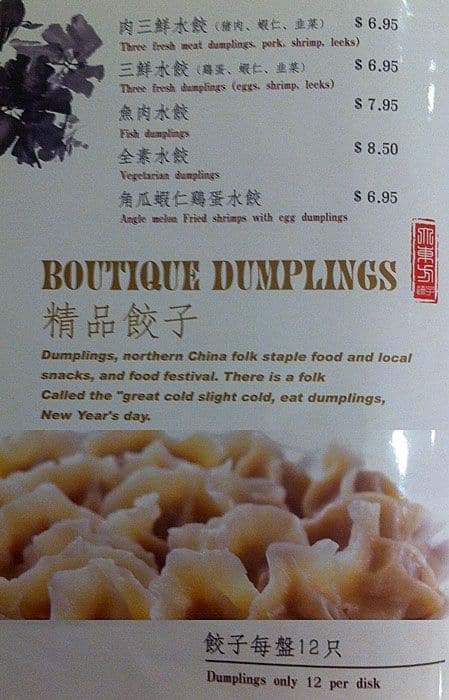 肉三鮮水餃（猪肉、蝦仁、韭菜） $ 6.95
Three fresh meat dumplings, pork, shrimp, leeks)
三鮮水餃（鷄蛋、蝦仁、韭菜） $ 6.95
Three fresh dumplings (eggs, shrimp, leeks)
魚肉水餃 $ 7.95
Fish dumplings
全素水餃 $ 8.50
Vegetarian dumplings
角瓜蝦仁鷄蛋水餃 $ 6.95
Angle melon Fried shrimps with egg dumplings
BOUTIQUE DUMPLINGS
精品餃子
Dumplings, northern China folk staple food and local
snacks, and food festival. There is a folk
Called the "great cold slight cold, eat dumplings,
New Year's day.
餃子每盤12只
Dumplings only 12 per disk